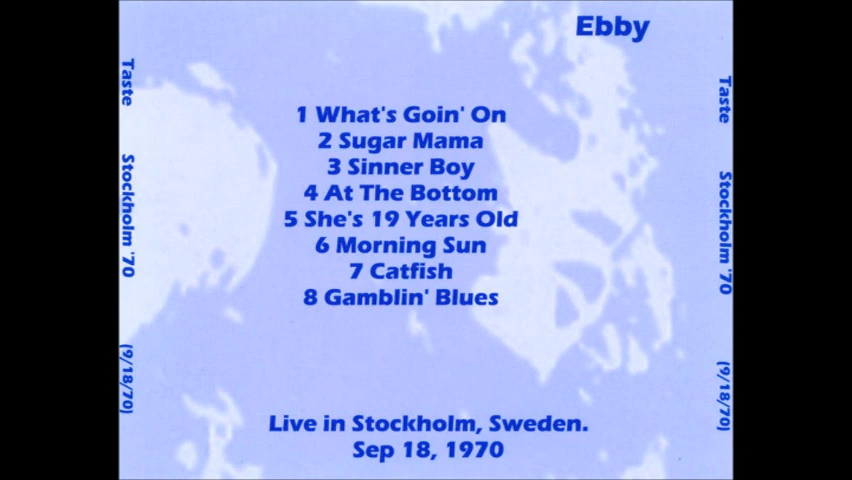 Ebby
Taste Stockholm '70 (9/18/70)
1 What's Goin' On
2 Sugar Mama
3 Sinner Boy
4 At The Bottom
5 She's 19 Years Old
6 Morning Sun
7 Catfish
8 Gamblin' Blues
Live in Stockholm, Sweden.
Sep 18, 1970
Taste Stockholm '70 (9/18/70)